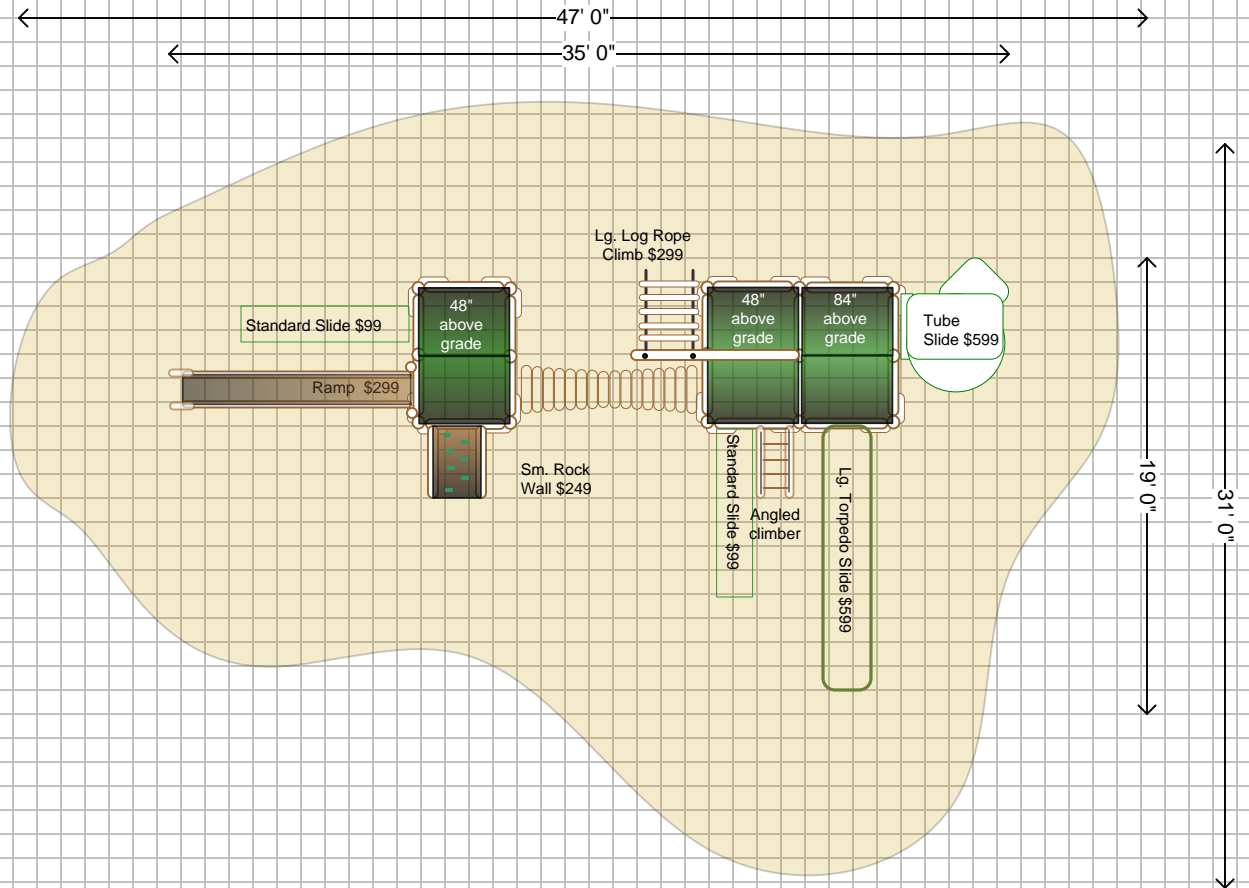 47' 0"
35' 0"
Lg. Log Rope
Climb $299
48"
above
grade
48"
above
grade
84"
above
grade
Standard Slide $99
Tube
Slide $599
Ramp $299
Sm. Rock
Wall $249
Standard Slide $99
Angled
climber
Lg. Torpedo Slide $599
19' 0"
31' 0"